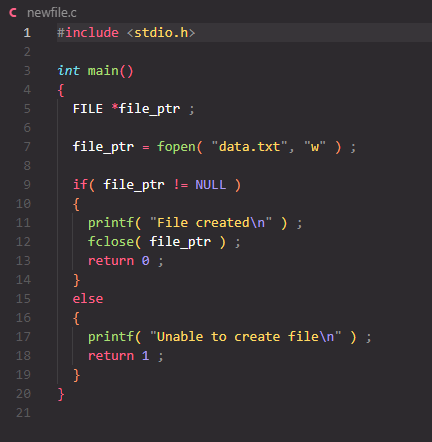 C newfile.c
1 #include <stdio.h>
2
3 int main()
4 {
5 FILE *file_ptr ;
6
7 file_ptr = fopen( "data.txt", "w" ) ;
8
9 if( file_ptr != NULL )
10 {
11 printf( "File created\n" ) ;
12 fclose( file_ptr ) ;
13 return 0 ;
14 }
15 else
16 {
17 printf( "Unable to create file\n" ) ;
18 return 1 ;
19 }
20 }
21